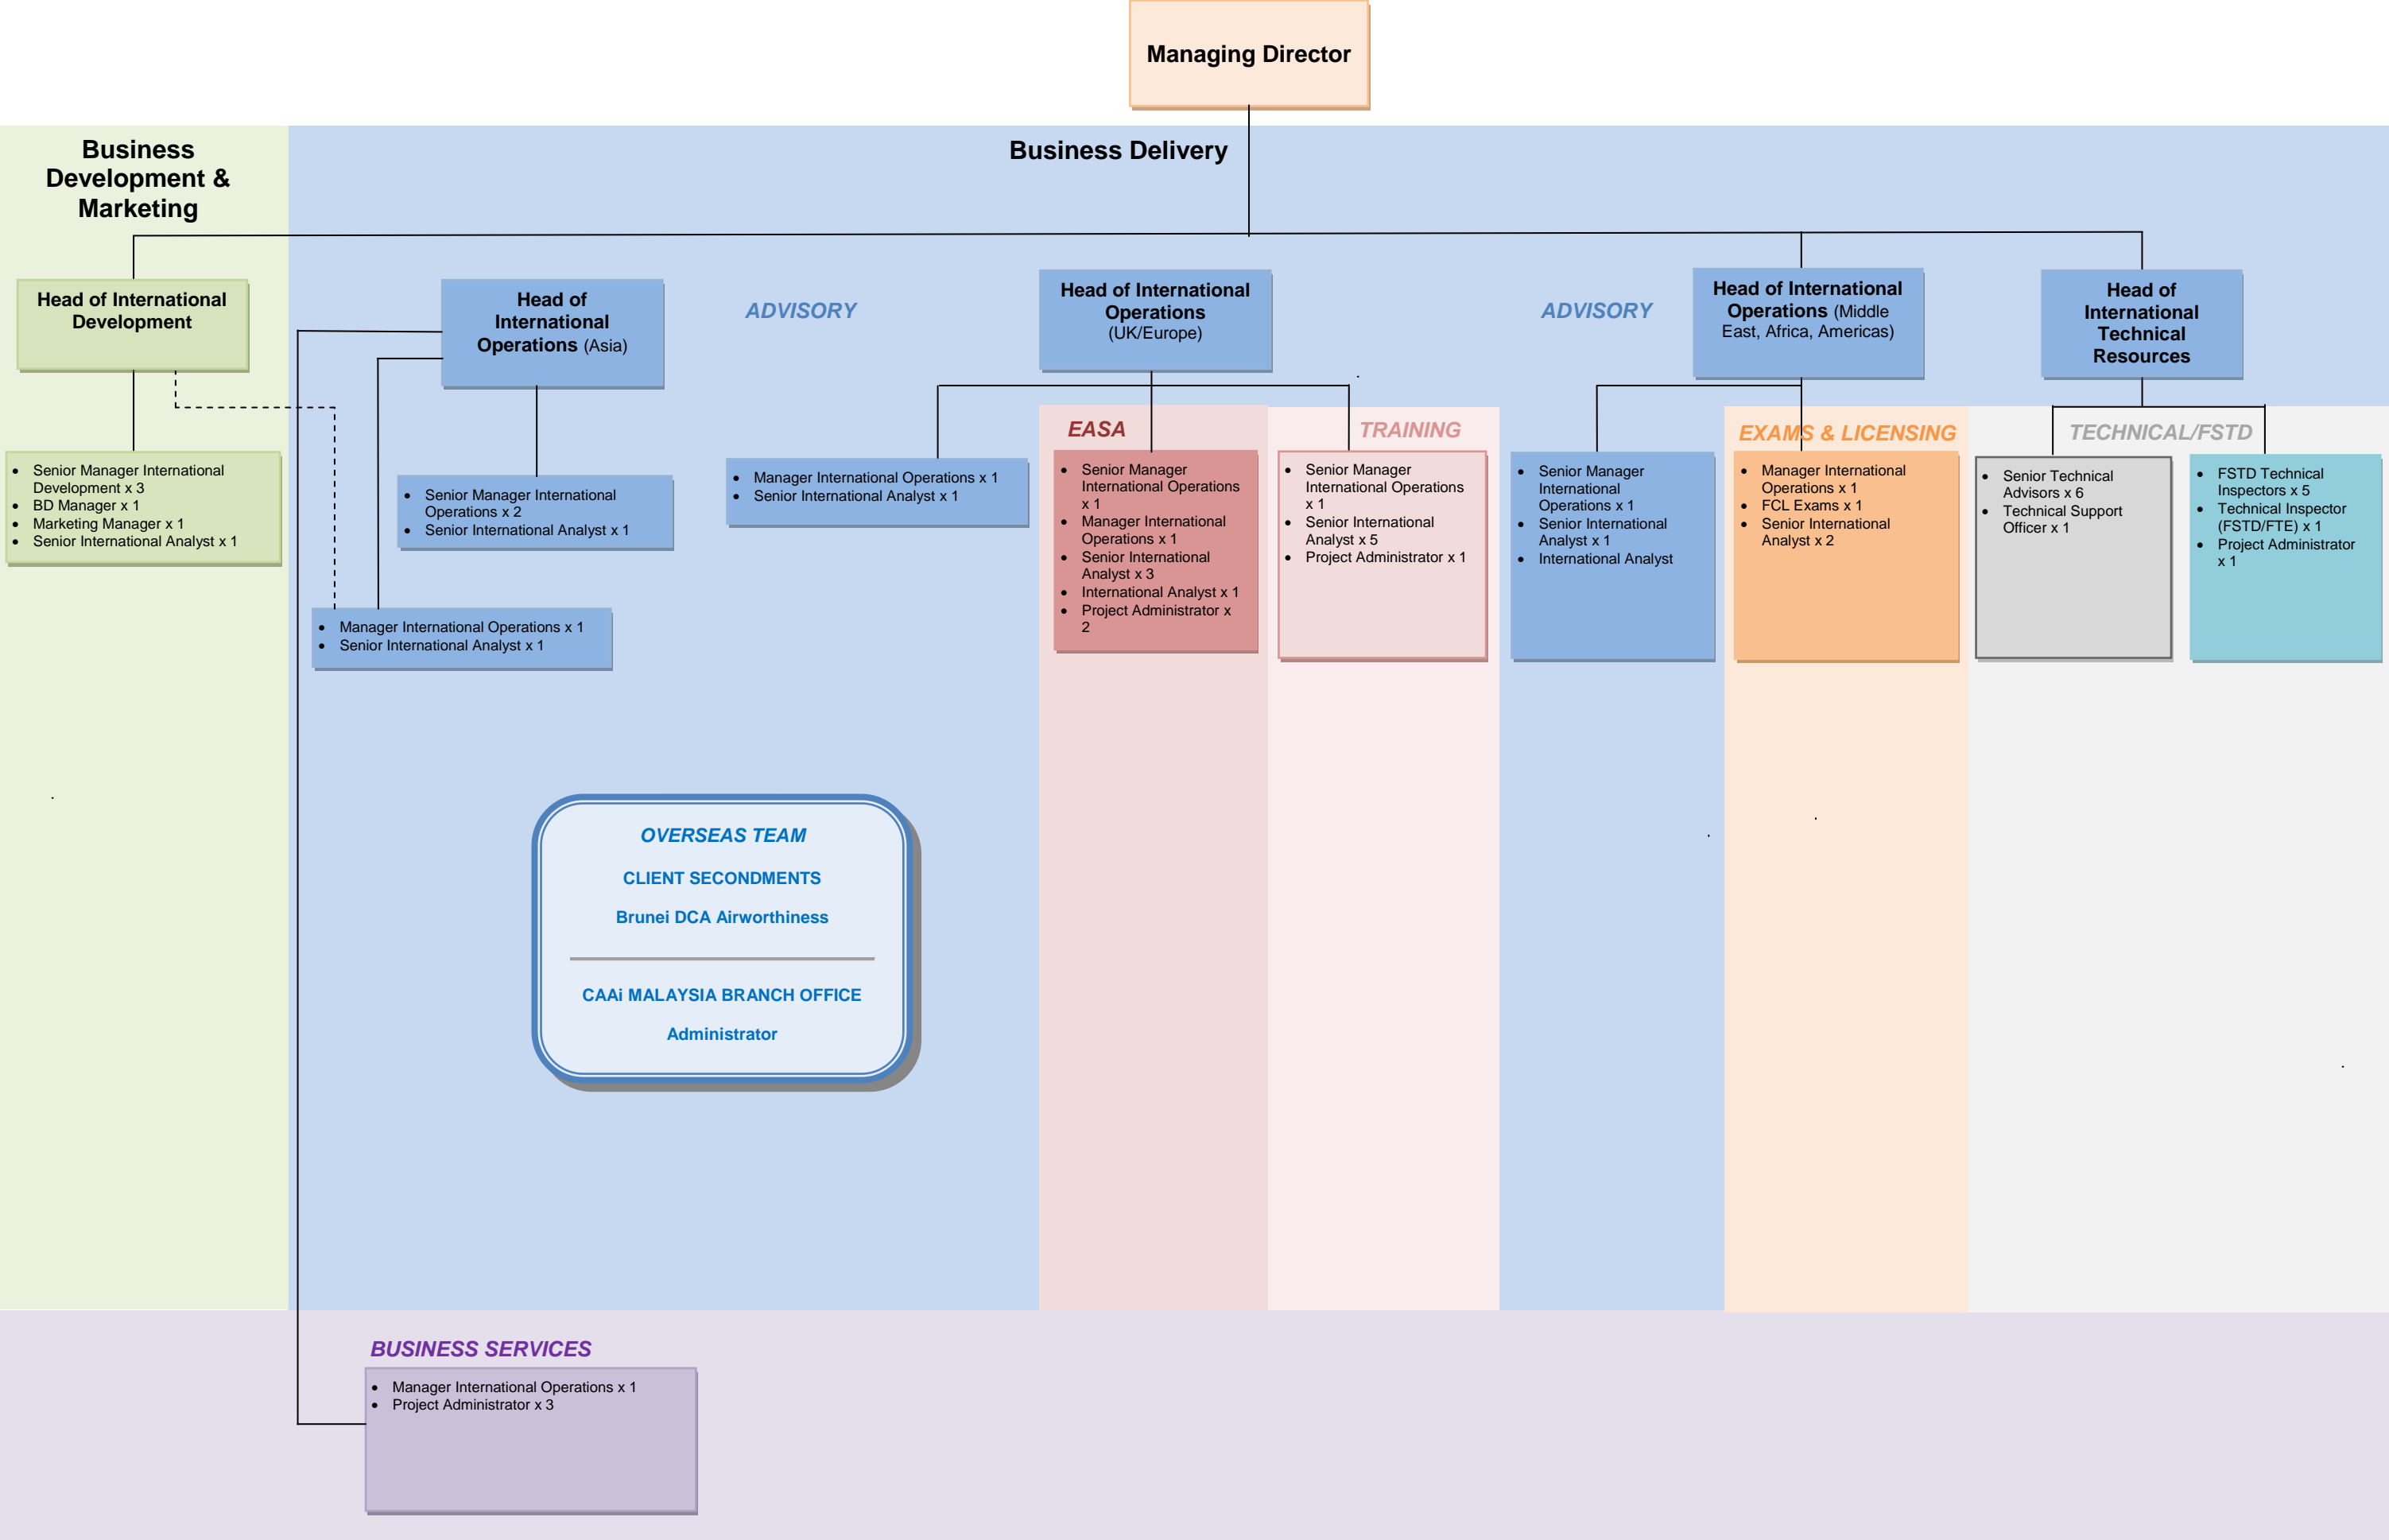 Managing Director
Business
Development &
Marketing
Business Delivery
Head of International
Development
Head of
International
Operations (Asia)
ADVISORY
Head of International
Operations
(UK/Europe)
ADVISORY
Head of International
Operations (Middle
East, Africa, Americas)
Head of
International
Technical
Resources
• Senior Manager International
Development x 3
• BD Manager x 1
• Marketing Manager x 1
• Senior International Analyst x 1
• Senior Manager International
Operations x 2
• Senior International Analyst x 1
• Manager International Operations x 1
• Senior International Analyst x 1
• Manager International Operations x 1
• Senior International Analyst x 1
EASA
• Senior Manager
International Operations
x 1
• Manager International
Operations x 1
• Senior International
Analyst x 3
• International Analyst x 1
• Project Administrator x
2
TRAINING
• Senior Manager
International Operations
x 1
• Senior International
Analyst x 5
• Project Administrator x 1
• Senior Manager
International
Operations x 1
• Senior International
Analyst x 1
• International Analyst
EXAMS & LICENSING
• Manager International
Operations x 1
• FCL Exams x 1
• Senior International
Analyst x 2
TECHNICAL/FSTD
• Senior Technical
Advisors x 6
• Technical Support
Officer x 1
• FSTD Technical
Inspectors x 5
• Technical Inspector
(FSTD/FTE) x 1
• Project Administrator
x 1
OVERSEAS TEAM
CLIENT SECONDMENTS
Brunei DCA Airworthiness
CAAi MALAYSIA BRANCH OFFICE
Administrator
BUSINESS SERVICES
• Manager International Operations x 1
• Project Administrator x 3